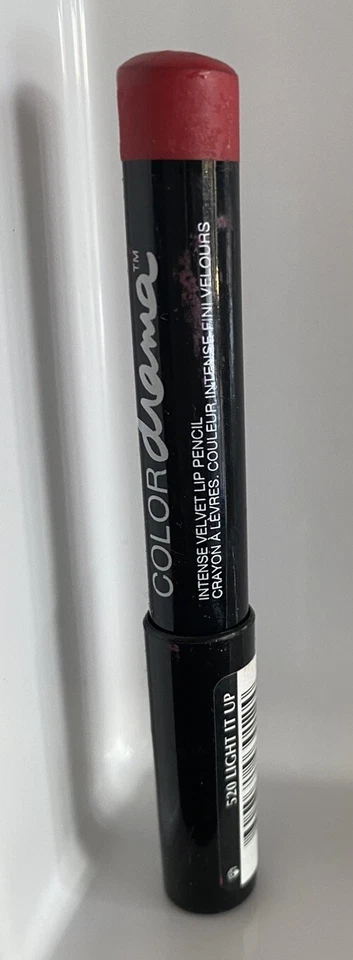 COLOR drama™
INTENSE VELVET LIP PENCIL
CRAYON À LÈVRES. COULEUR INTENSE FINI VELOURS
520 LIGHT IT UP